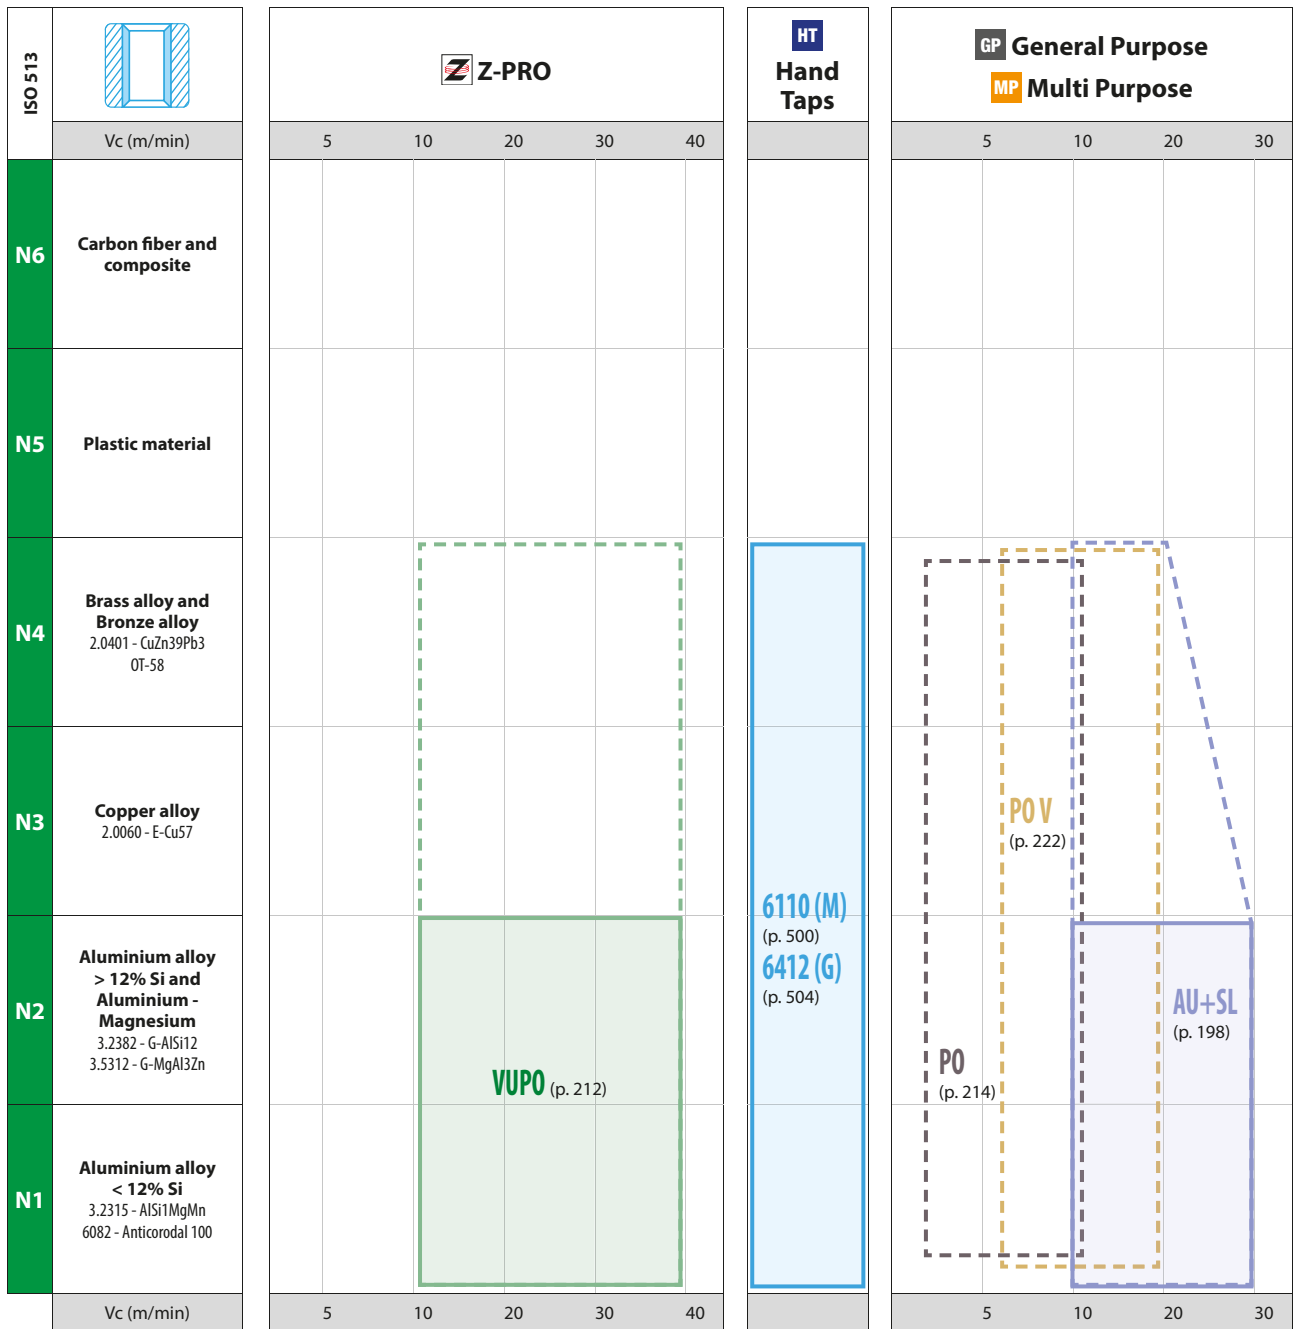 ISO 513
Z-PRO
HT
Hand
Taps
GP General Purpose
MP Multi Purpose
Vc (m/min)
5 10 20 30 40
5 10 20 30
N6
Carbon fiber and
composite
N5
Plastic material
N4
Brass alloy and
Bronze alloy
2.0401 - CuZn39Pb3
OT-58
N3
Copper alloy
2.0060 - E-Cu57
PO V
(p. 222)
6110 (M)
(p. 500)
6412 (G)
(p. 504)
N2
Aluminium alloy
> 12% Si and
Aluminium -
Magnesium
3.2382 - G-AlSi12
3.5312 - G-MgAl3Zn
AU+SL
(p. 198)
VUPO (p. 212)
PO
(p. 214)
N1
Aluminium alloy
< 12% Si
3.2315 - AlSi1MgMn
6082 - Anticorodal 100
Vc (m/min)
5 10 20 30 40
5 10 20 30